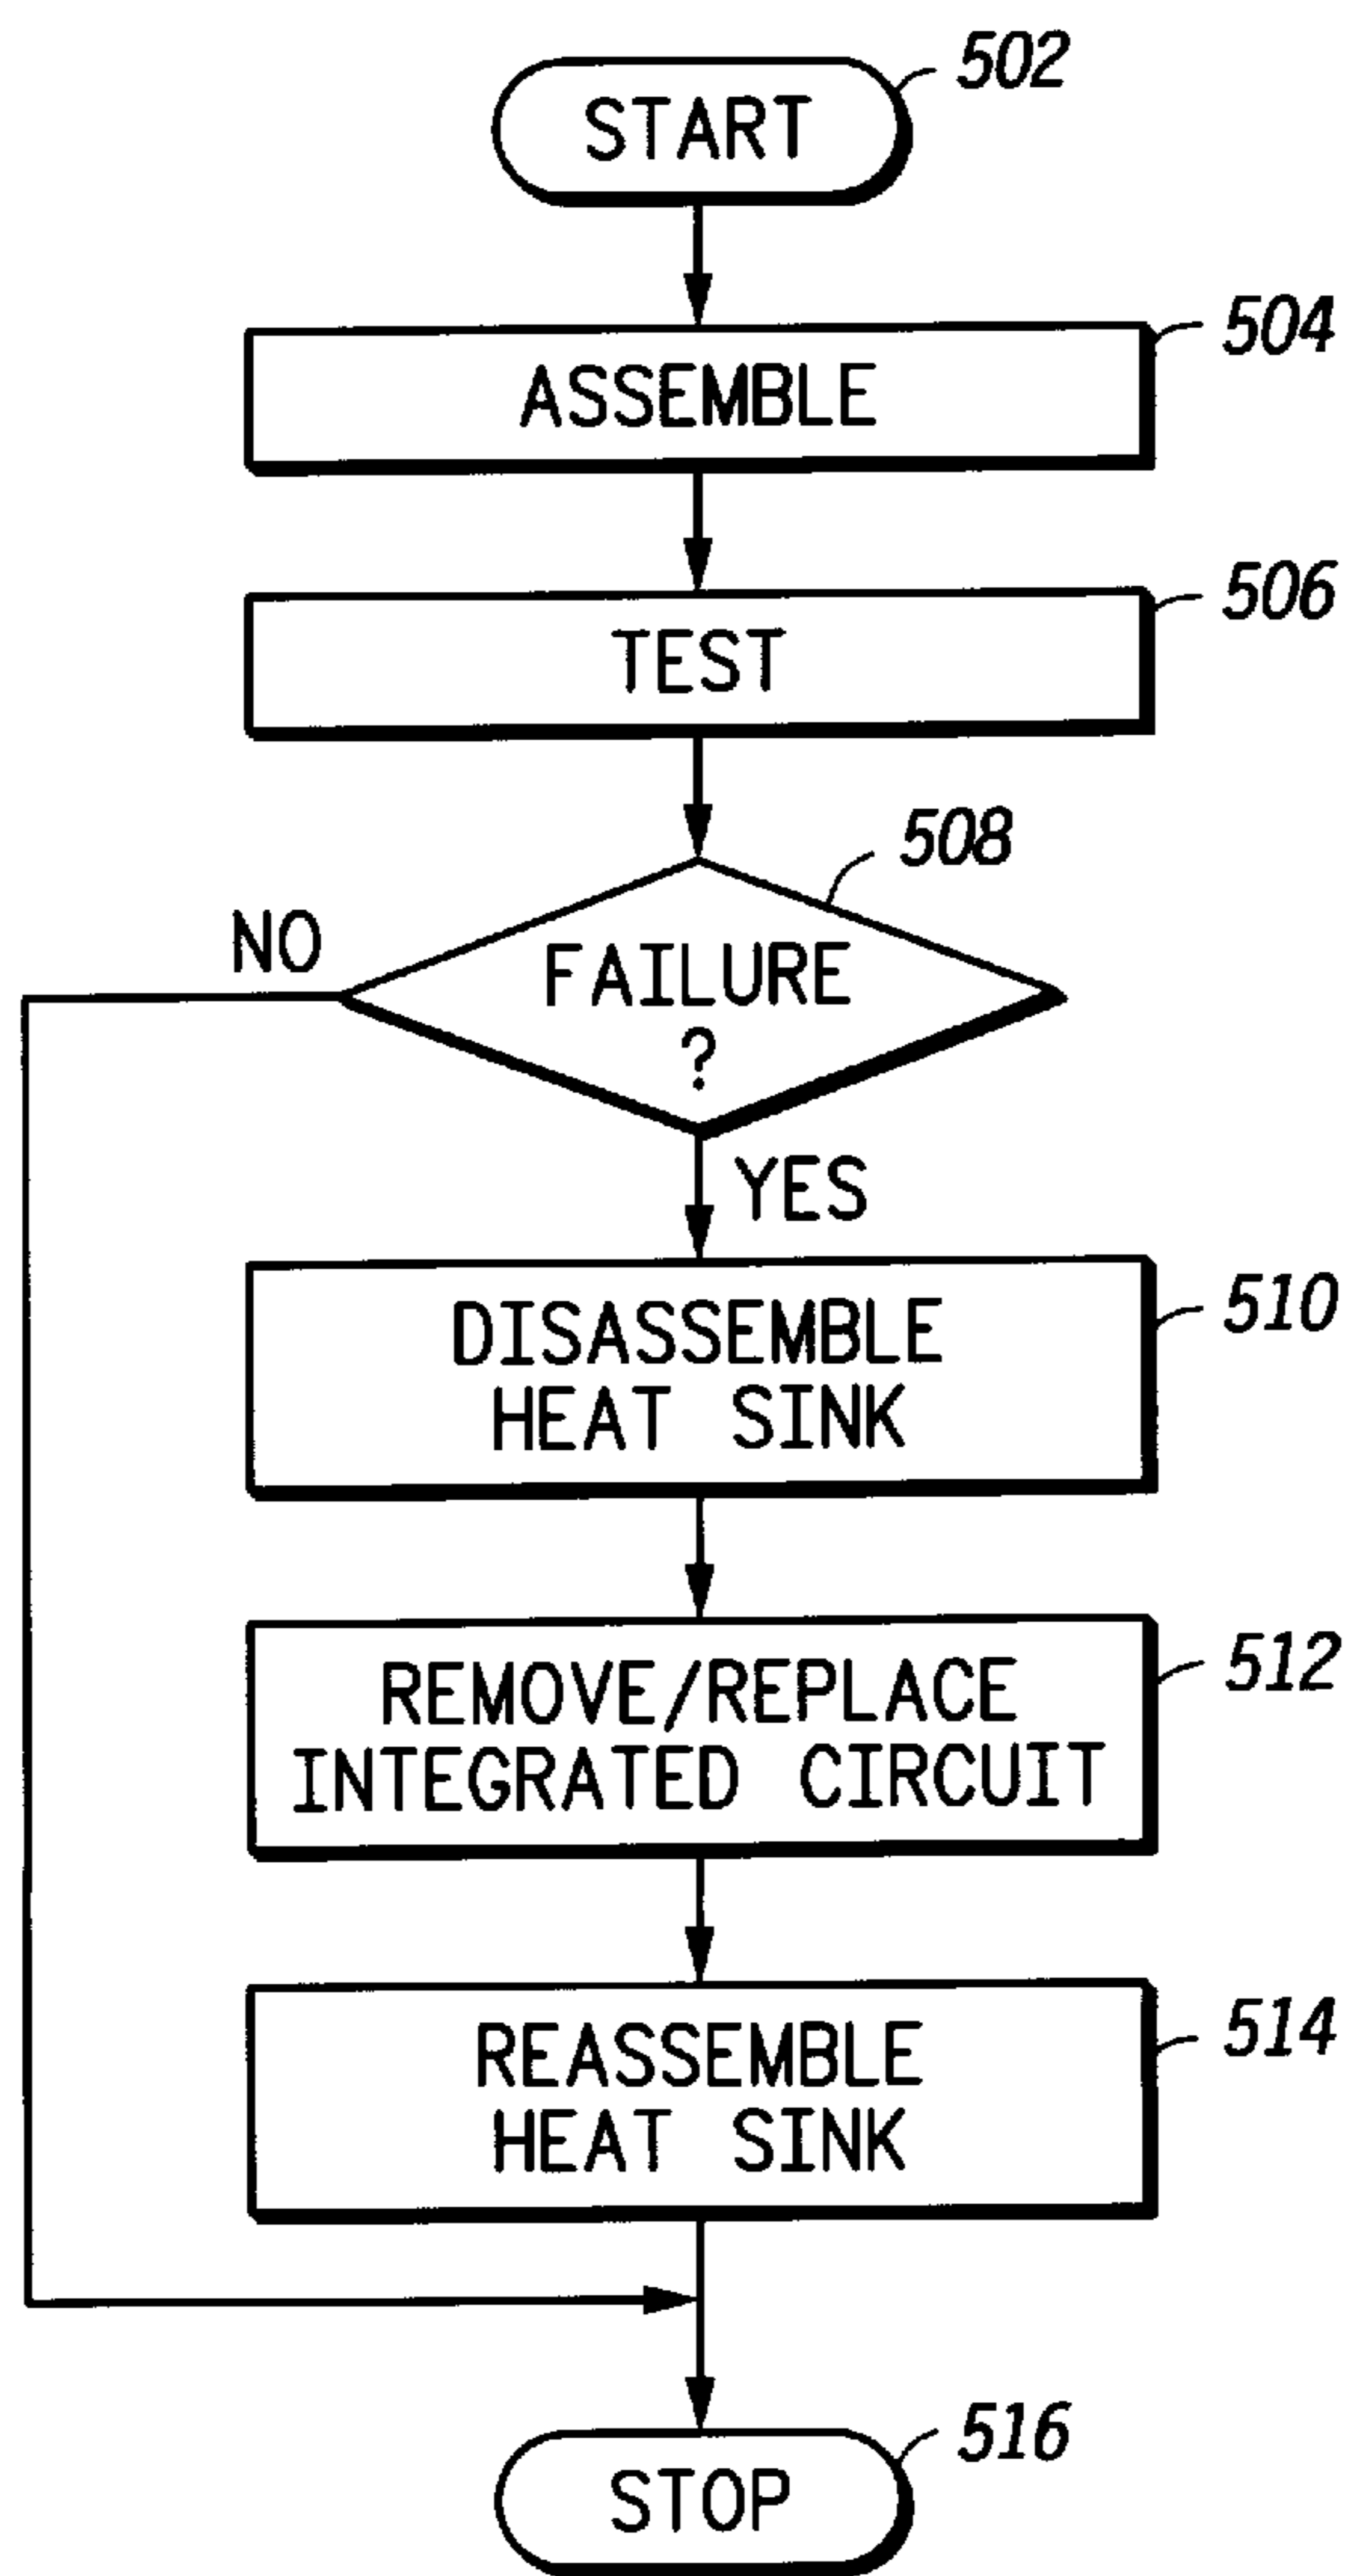 502
START
504
ASSEMBLE
506
TEST
508
NO
FAILURE
?
YES
510
DISASSEMBLE
HEAT SINK
512
REMOVE/REPLACE
INTEGRATED CIRCUIT
514
REASSEMBLE
HEAT SINK
516
STOP